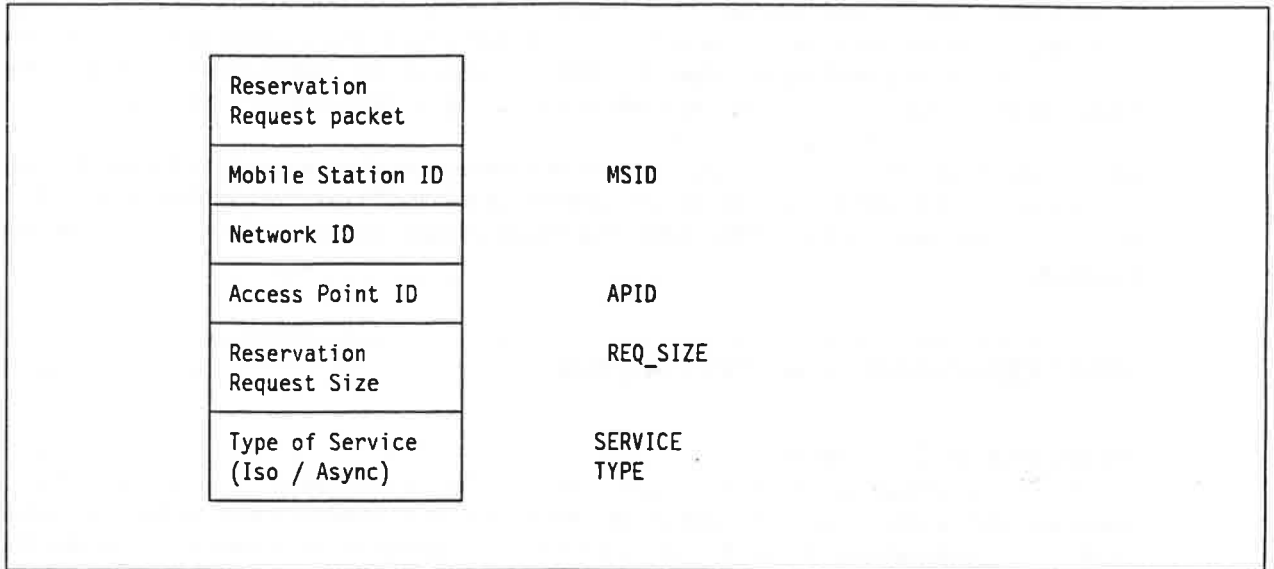 Reservation
Request packet
Mobile Station ID MSID
Network ID
Access Point ID APID
Reservation REQ_SIZE
Request Size
Type of Service SERVICE
(Iso / Async) TYPE